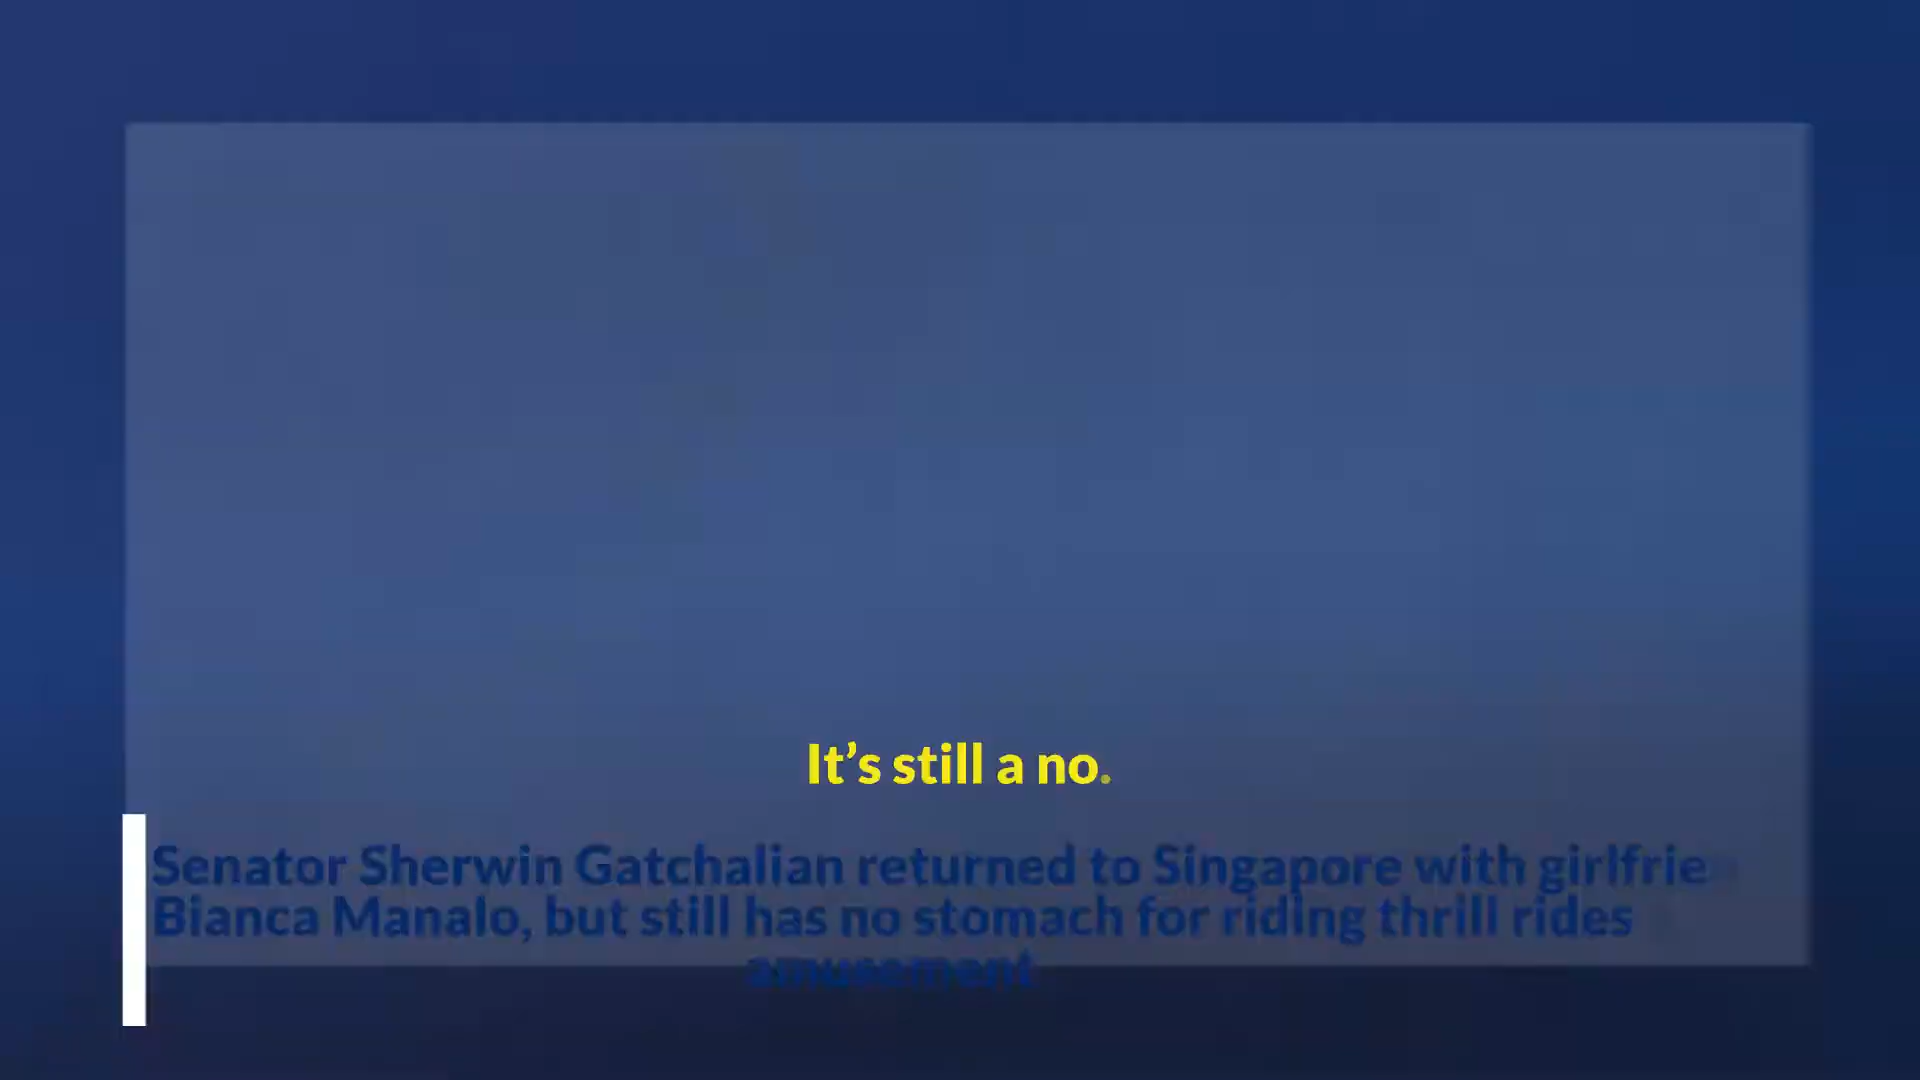 It’s still a no.
Senator Sherwin Gatchalian returned to Singapore with girlfrie
Bianca Manalo, but still has no stomach for riding thrill rides
amusement